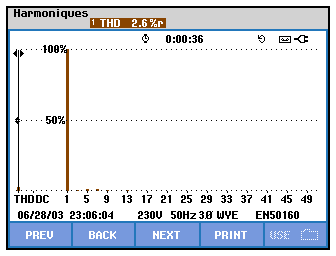 Harmoniques
1 THD 2.6%r
0:00:36
100%
50%
THDDC 1 5 9 13 17 21 25 29 33 37 41 45 49
06/28/03 23:06:04 230V 50Hz 3Ø WYE EN50160
PREV BACK NEXT PRINT USE